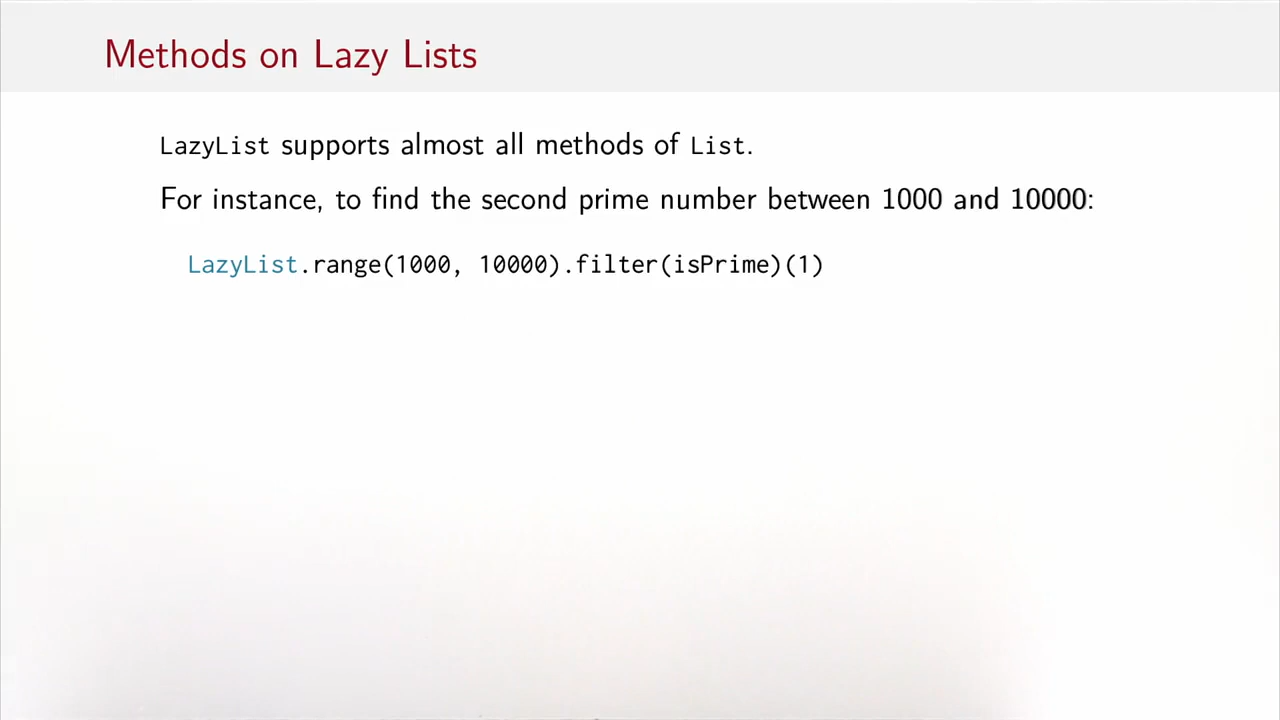 Methods on Lazy Lists
LazyList supports almost all methods of List.
For instance, to find the second prime number between 1000 and 10000:
LazyList.range(1000, 10000).filter(isPrime)(1)